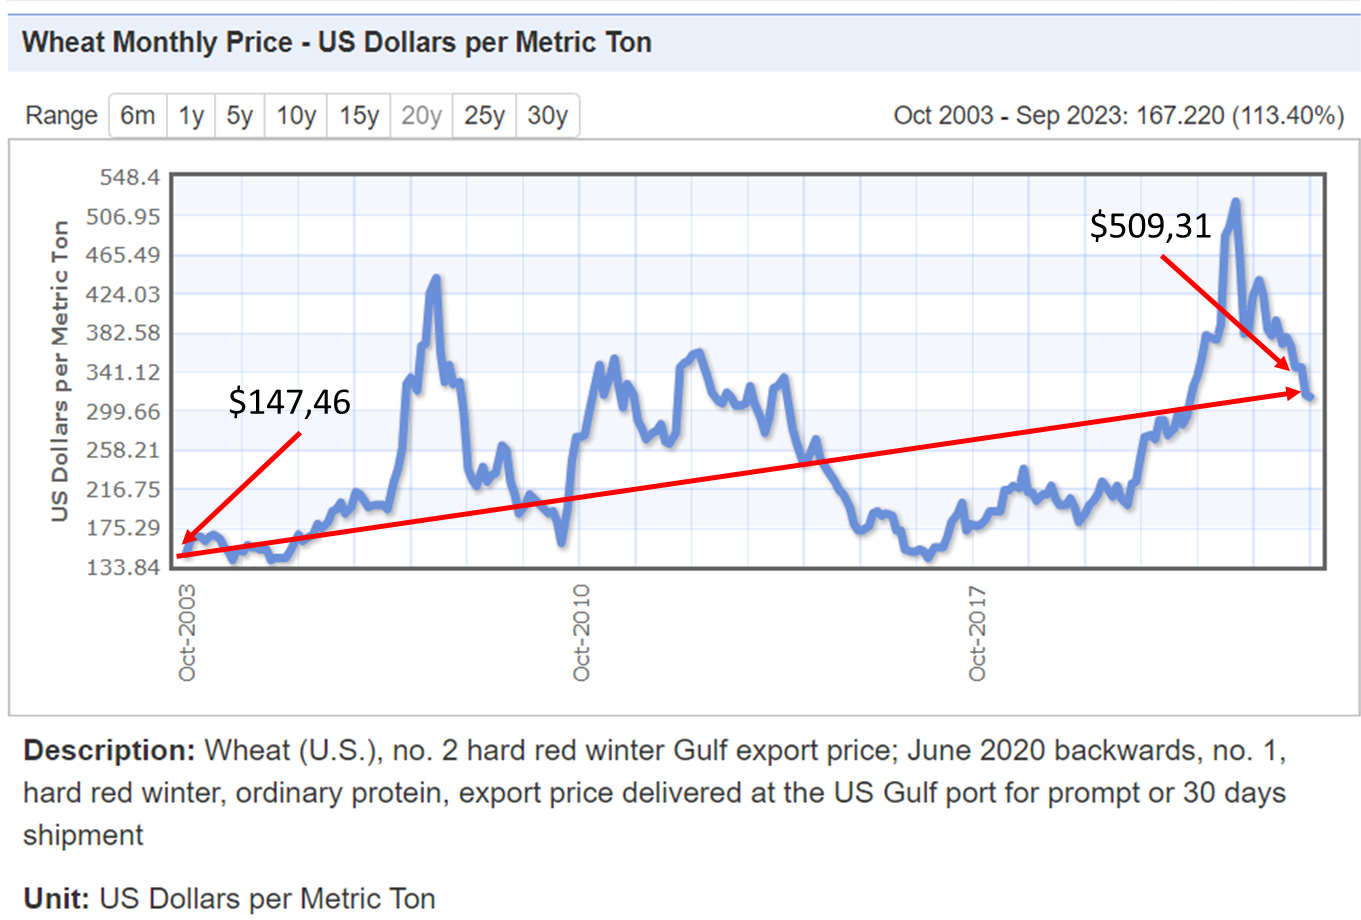 Wheat Monthly Price - US Dollars per Metric Ton
Range 6m 1y 5y 10y 15y 20y 25y 30y Oct 2003 - Sep 2023: 167.220 (113.40%)
US Dollars per Metric Ton
548.4
506.95
465.49
424.03
382.58
341.12
299.66
258.21
216.75
175.29
133.84
$509,31
$147,46
Oct-2003
Oct-2010
Oct-2017
Description: Wheat (U.S.), no. 2 hard red winter Gulf export price; June 2020 backwards, no. 1,
hard red winter, ordinary protein, export price delivered at the US Gulf port for prompt or 30 days
shipment
Unit: US Dollars per Metric Ton